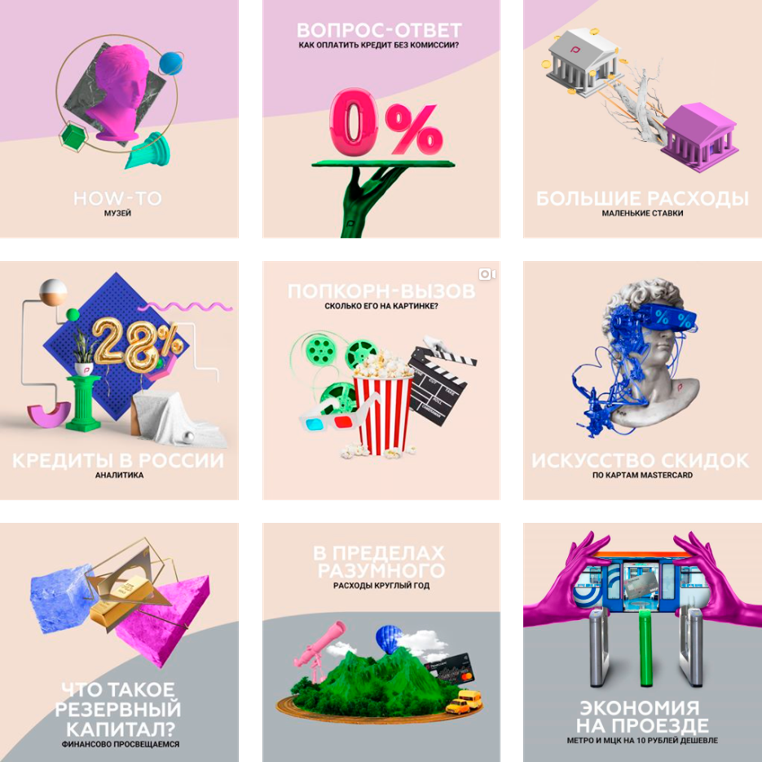 HOW-TO
МУЗЕЙ
ВОПРОС-ОТВЕТ
КАК ОПЛАТИТЬ КРЕДИТ БЕЗ КОМИССИИ?
0%
БОЛЬШИЕ РАСХОДЫ
МАЛЕНЬКИЕ СТАВКИ
28%
КРЕДИТЫ В РОССИИ
АНАЛИТИКА
ПОПКОРН-ВЫЗОВ
СКОЛЬКО ЕГО НА КАРТИНКЕ?
% %
ИСКУССТВО СКИДОК
ПО КАРТАМ MASTERCARD
ЧТО ТАКОЕ
РЕЗЕРВНЫЙ
КАПИТАЛ?
ФИНАНСОВО ПРОСВЕЩАЕМСЯ
В ПРЕДЕЛАХ
РАЗУМНОГО
РАСХОДЫ КРУГЛЫЙ ГОД
ЭКОНОМИЯ
НА ПРОЕЗДЕ
МЕТРО И МЦК НА 10 РУБЛЕЙ ДЕШЕВЛЕ